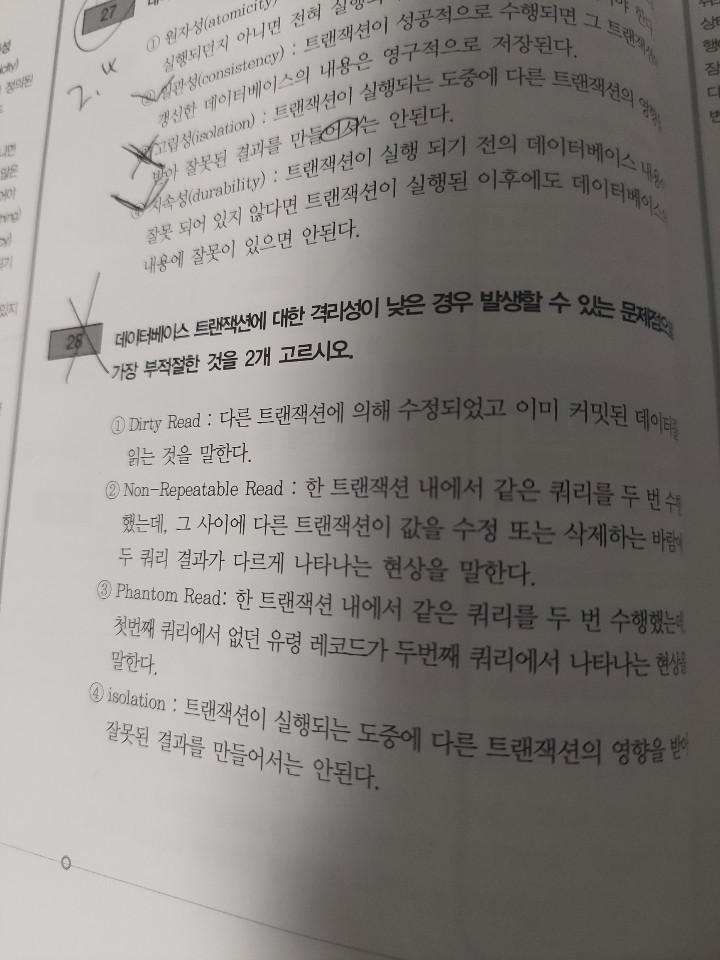 27
① 원자성(atomicity)
실행되던지 아니면 전혀
② 일관성(consistency) : 트랜잭션이 성공적으로 수행되면 그 트랜잭션이
갱신한 데이터베이스의 내용은 영구적으로 저장된다.
2.4
고립성(isolation) : 트랜잭션이 실행되는 도중에 다른 트랜잭션의 영향을
받아 잘못된 결과를 만들어서는 안된다.
④ 지속성(durability) : 트랜잭션이 실행 되기 전의 데이터베이스 내용이
잘못 되어 있지 않다면 트랜잭션이 실행된 이후에도 데이터베이스의
내용에 잘못이 있으면 안된다.
28
데이터베이스 트랜잭션에 대한 격리성이 낮은 경우 발생할 수 있는 문제점으로
가장 부적절한 것을 2개 고르시오.
① Dirty Read : 다른 트랜잭션에 의해 수정되었고 이미 커밋된 데이터를
읽는 것을 말한다.
② Non-Repeatable Read : 한 트랜잭션 내에서 같은 쿼리를 두 번 수행
했는데, 그 사이에 다른 트랜잭션이 값을 수정 또는 삭제하는 바람에
두 쿼리 결과가 다르게 나타나는 현상을 말한다.
③ Phantom Read: 한 트랜잭션 내에서 같은 쿼리를 두 번 수행했는데,
첫번째 쿼리에서 없던 유령 레코드가 두번째 쿼리에서 나타나는 현상을
말한다.
④ isolation : 트랜잭션이 실행되는 도중에 다른 트랜잭션의 영향을 받아
잘못된 결과를 만들어서는 안된다.